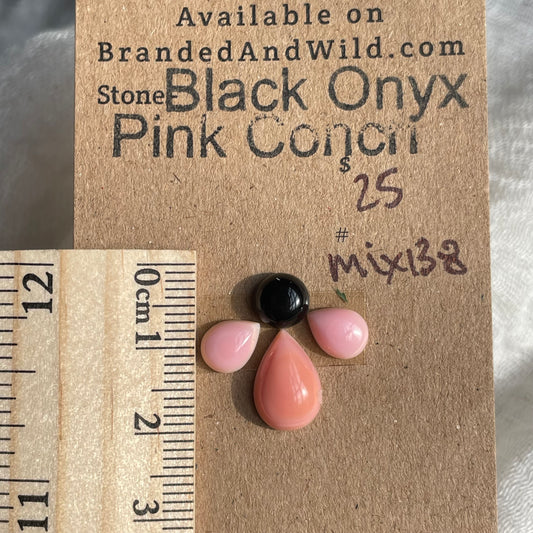 Available on
BrandedAndWild.com
Stone Black Onyx
Pink Conch
$
25
#
mix138
12
11
0cm
1
2
3